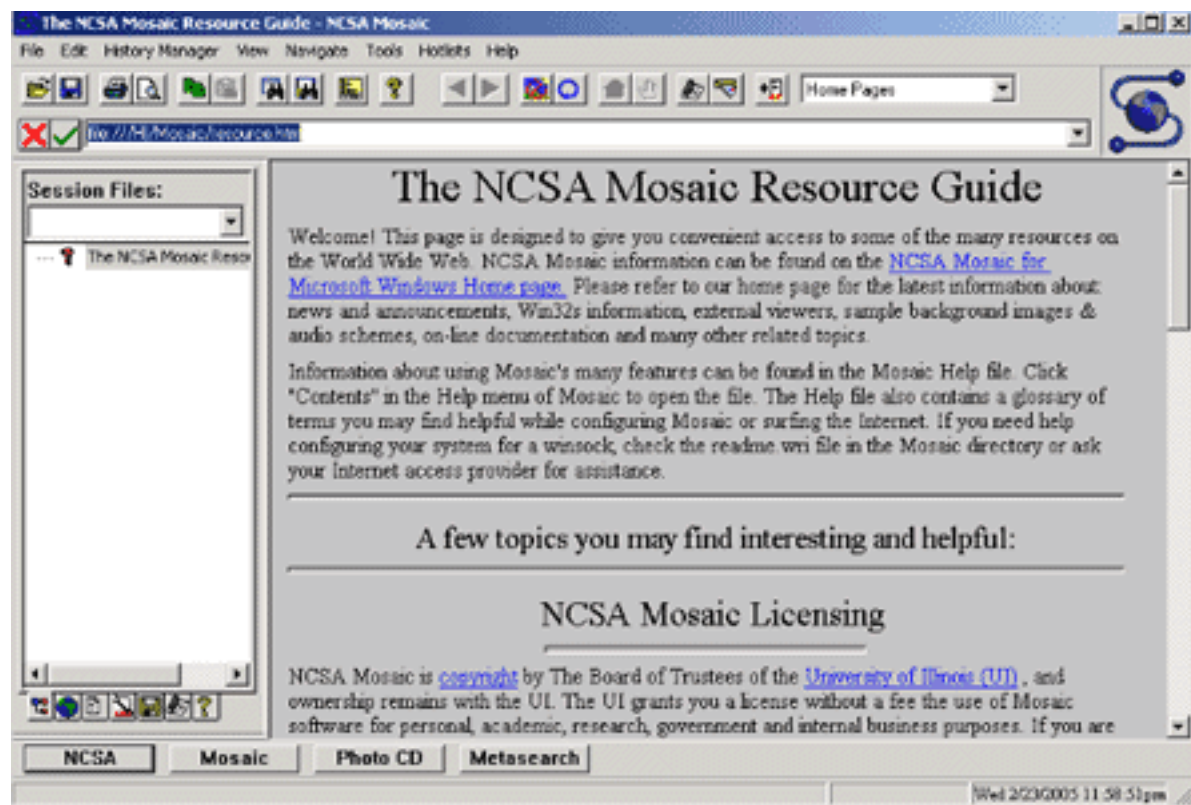 The NCSA Mosaic Resource Guide - NCSA Mosaic
File Edit History Manager View Navigate Tools Hotlists Help
Home Pages
file:///H|/Mosaic/resource.htm
Session Files:
The NCSA Mosaic Resou
The NCSA Mosaic Resource Guide
Welcome! This page is designed to give you convenient access to some of the many resources on
the World Wide Web. NCSA Mosaic information can be found on the NCSA Mosaic for
Microsoft Windows Home page. Please refer to our home page for the latest information about:
news and announcements, Win32s information, external viewers, sample background images &
audio schemes, on-line documentation and many other related topics.
Information about using Mosaic's many features can be found in the Mosaic Help file. Click
"Contents" in the Help menu of Mosaic to open the file. The Help file also contains a glossary of
terms you may find helpful while configuring Mosaic or surfing the Internet. If you need help
configuring your system for a winsock, check the readme.wri file in the Mosaic directory or ask
your Internet access provider for assistance.
A few topics you may find interesting and helpful:
NCSA Mosaic Licensing
NCSA Mosaic is copyright by The Board of Trustees of the University of Illinois (UI) , and
ownership remains with the UI. The UI grants you a license without a fee the use of Mosaic
software for personal, academic, research, government and internal business purposes. If you are
NCSA Mosaic Photo CD Metasearch
Wed 2/23/2005 11:58:51pm